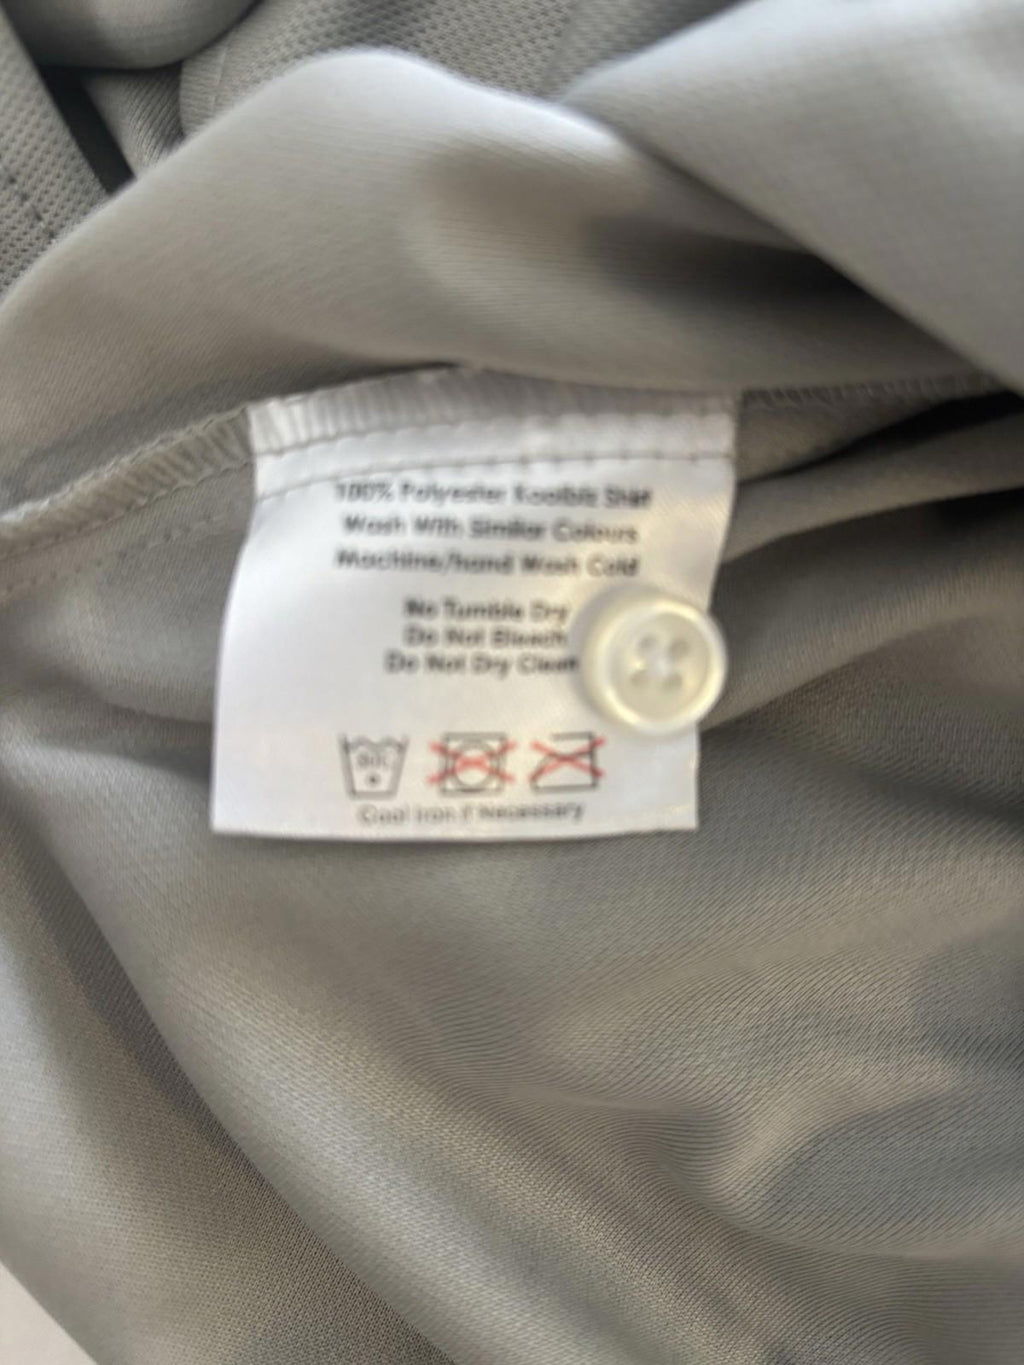 100% Polyester Shirt
Wash With Similar Colours
Machine/hand Wash Cold
No Tumble Dry
Do Not Bleach
Do Not Dry Clean
Cool Iron if Necessary